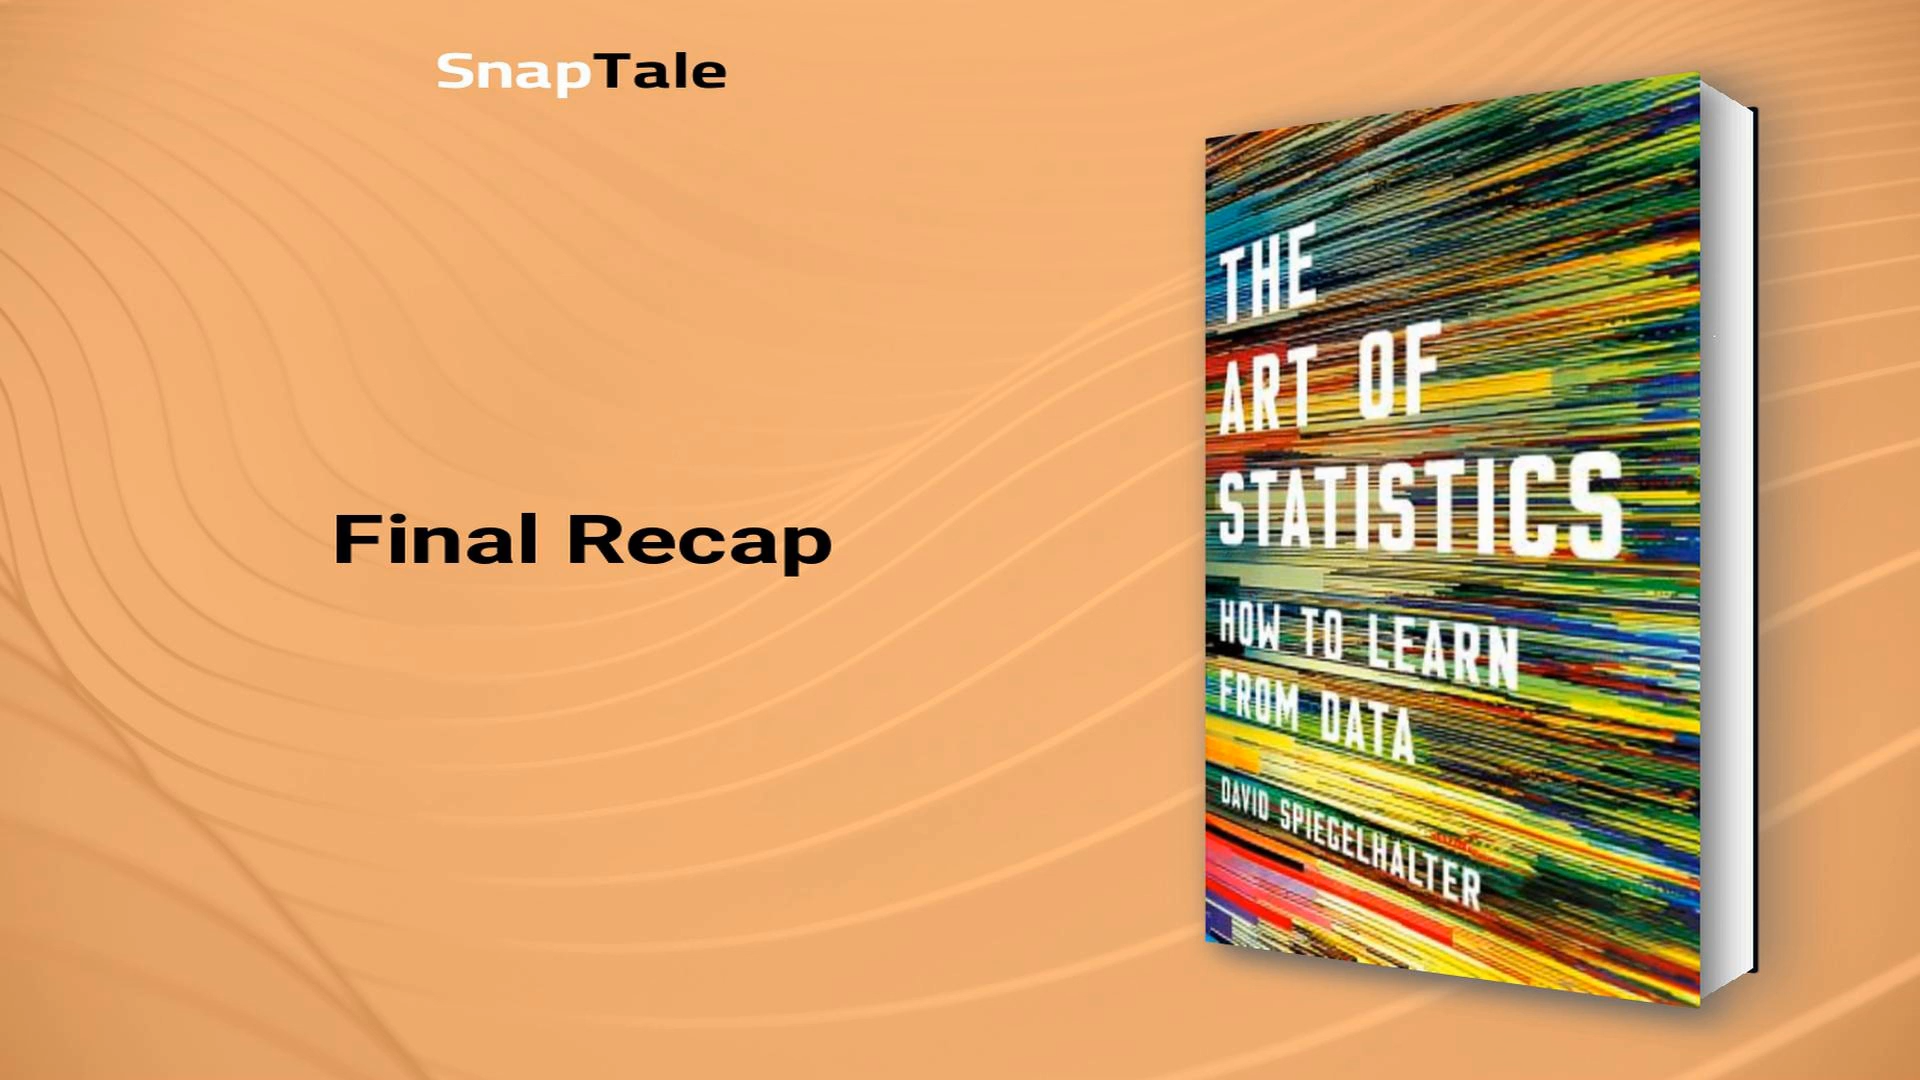 SnapTale
Final Recap
THE
ART OF
STATISTICS
HOW TO LEARN
FROM DATA
DAVID SPIEGELHALTER